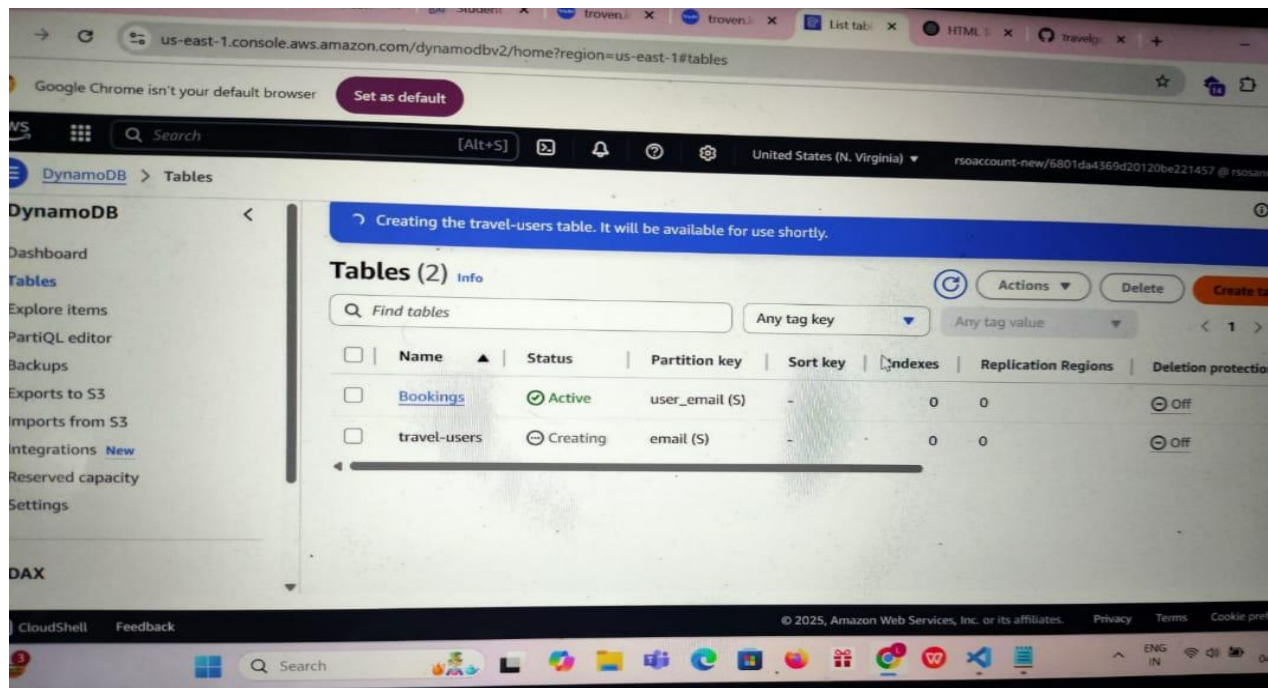 troven.i
troven.i
List tab
HTML
travelg
us-east-1.console.aws.amazon.com/dynamodbv2/home?region=us-east-1#tables
Google Chrome isn't your default browser Set as default
Search [Alt+S] United States (N. Virginia) rsoaccount-new/6801da4369d20120be221457 @ rsosan
DynamoDB > Tables
DynamoDB
Dashboard
Tables
Explore items
PartiQL editor
Backups
Exports to S3
Imports from S3
Integrations New
Reserved capacity
Settings
DAX
Creating the travel-users table. It will be available for use shortly.
Tables (2) Info
Actions Delete Create ta
Find tables Any tag key Any tag value 1
Name Status Partition key Sort key Indexes Replication Regions Deletion protectio
Bookings Active user_email (S) - 0 0 Off
travel-users Creating email (S) - 0 0 Off
CloudShell Feedback © 2025, Amazon Web Services, Inc. or its affiliates. Privacy Terms Cookie pref
Search ENG
IN